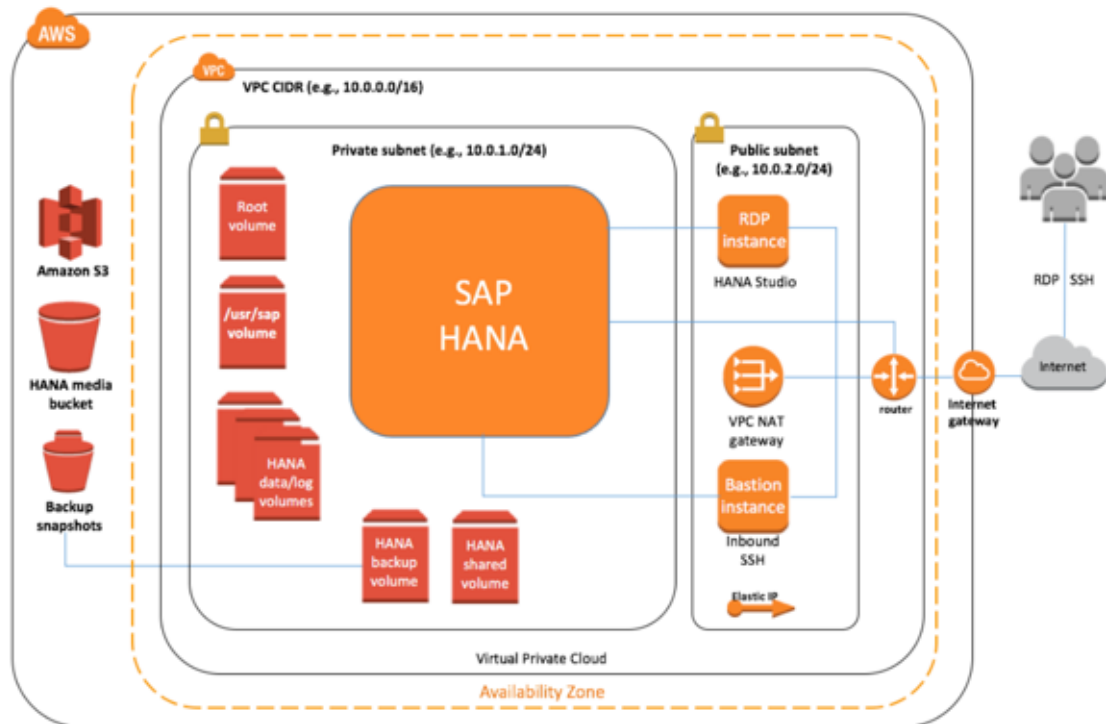 AWS
VPC
VPC CIDR (e.g., 10.0.0.0/16)
Private subnet (e.g., 10.0.1.0/24)
Public subnet
(e.g., 10.0.2.0/24)
Root
volume
/usr/sap
volume
HANA
data/log
volumes
HANA
backup
volume
HANA
shared
volume
SAP
HANA
RDP
instance
HANA Studio
VPC NAT
gateway
Bastion
instance
Inbound
SSH
Elastic IP
router
Internet
gateway
Internet
RDP
SSH
Amazon S3
HANA media
bucket
Backup
snapshots
Virtual Private Cloud
Availability Zone